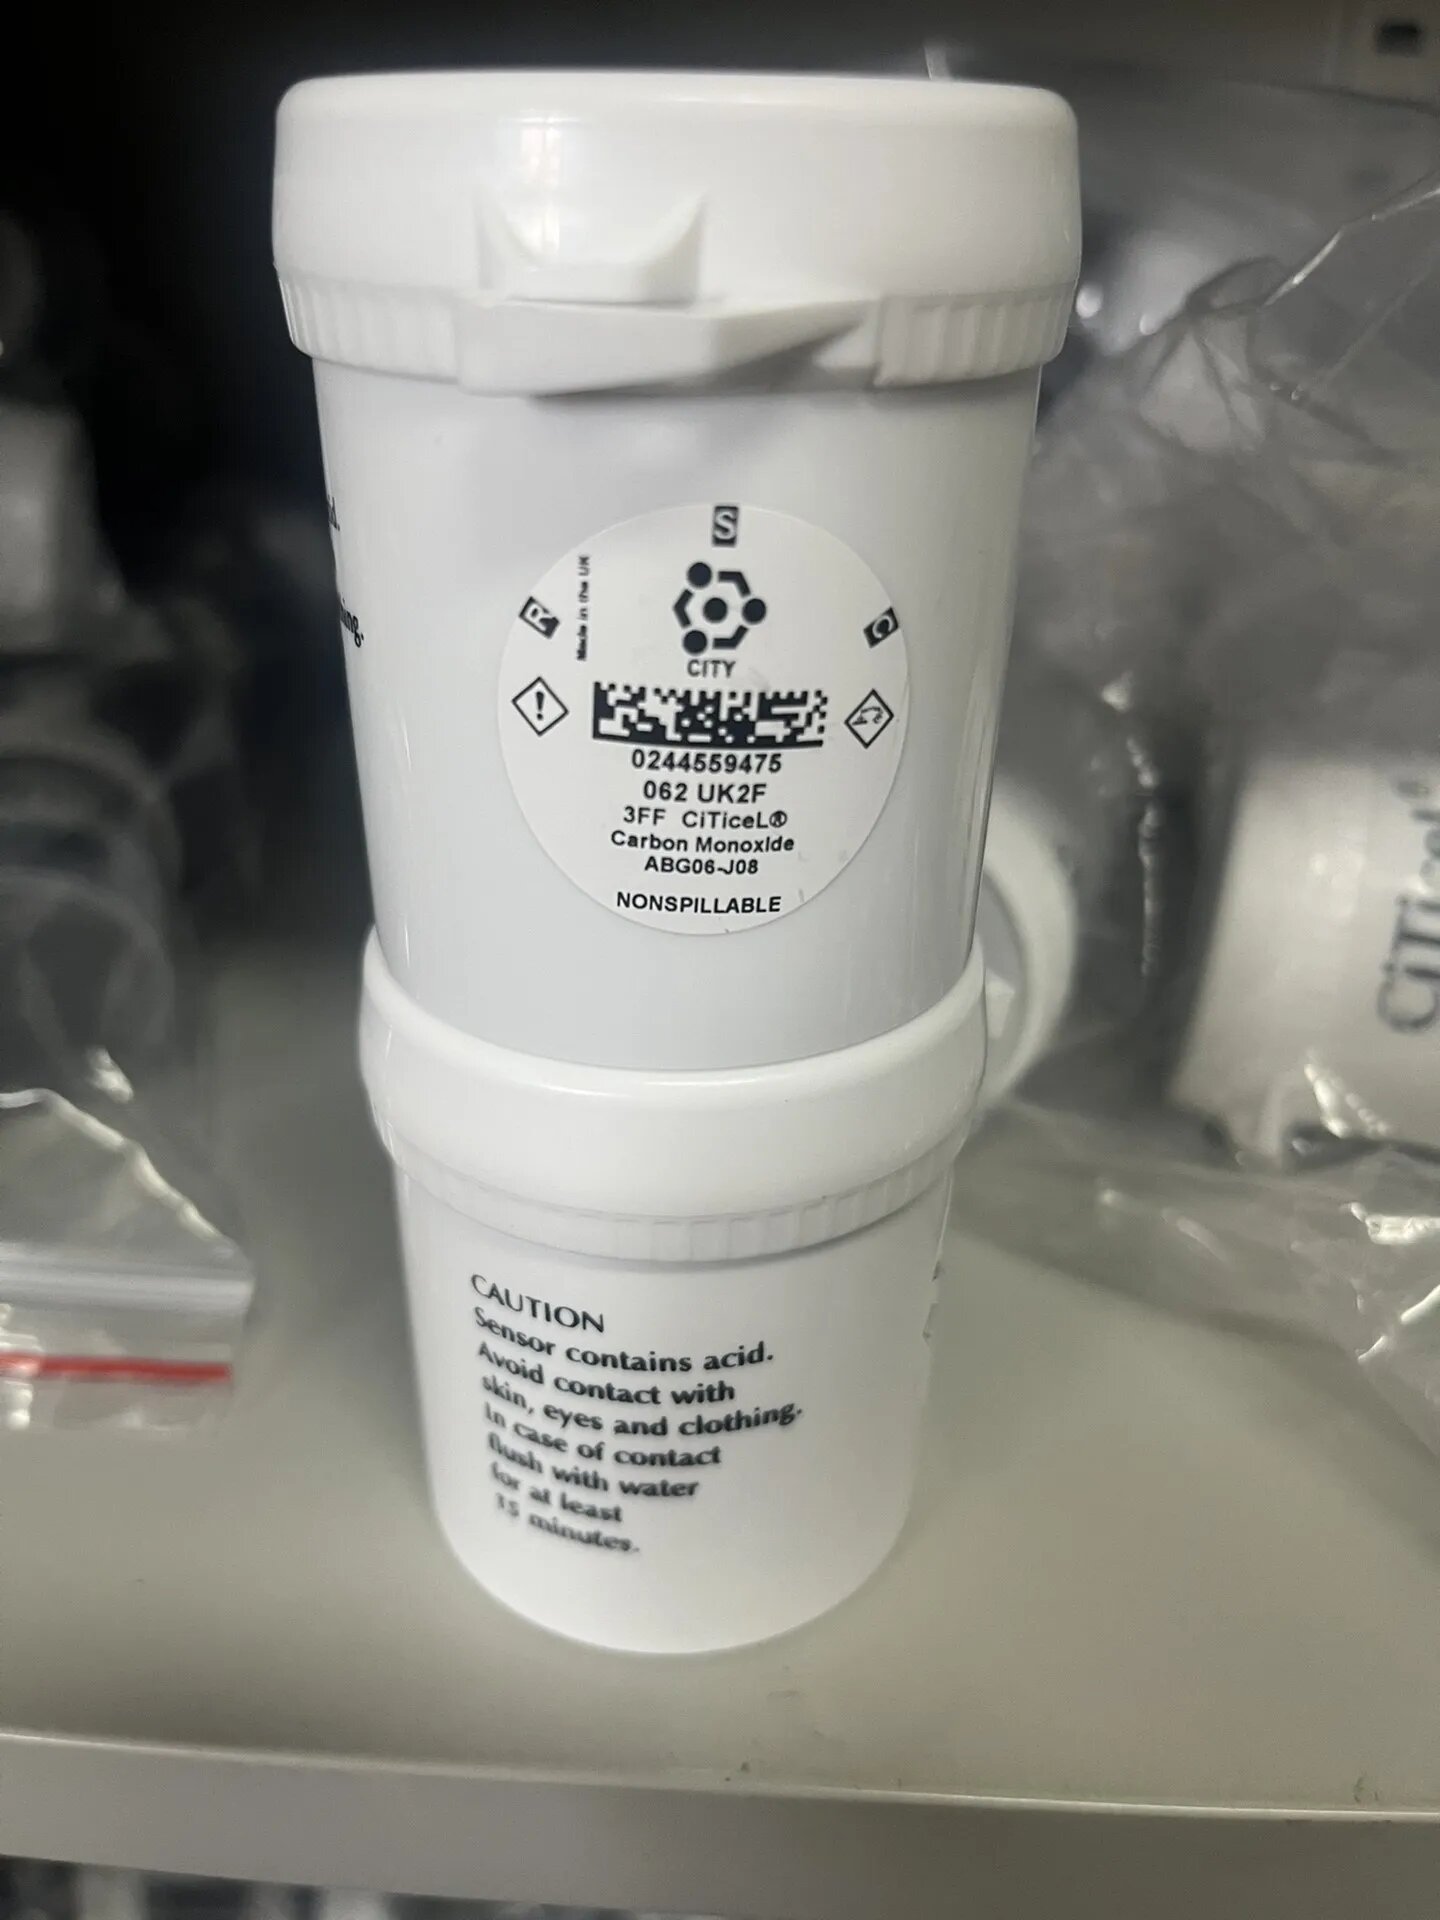 S
R
Made in the UK
C
CITY
0244559475
062 UK2F
3FF CiTiceL®
Carbon Monoxide
ABG06-J08
NONSPILLABLE
CAUTION
Sensor contains acid.
Avoid contact with
skin, eyes and clothing.
In case of contact
flush with water
for at least
15 minutes.
CiTiceL®